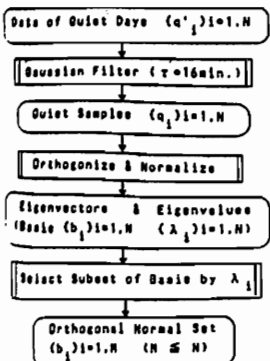 Data of Quiet Days (q'i)i=1,N
Gaussian Filter (τ=16min.)
Quiet Samples (qi)i=1,N
Orthogonize & Normalize
Eigenvectors & Eigenvalues
(Basis (bi)i=1,N (λi)i=1,N)
Select Subset of Basis by λi
Orthogonal Normal Set
(bi)i=1,M (M ≦ N)